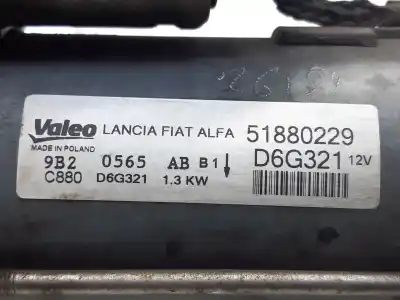 Valeo LANCIA FIAT ALFA 51880229
MADE IN POLAND D6G321 12V
9B2 0565 AB B1↓
C880 D6G321 1.3 KW